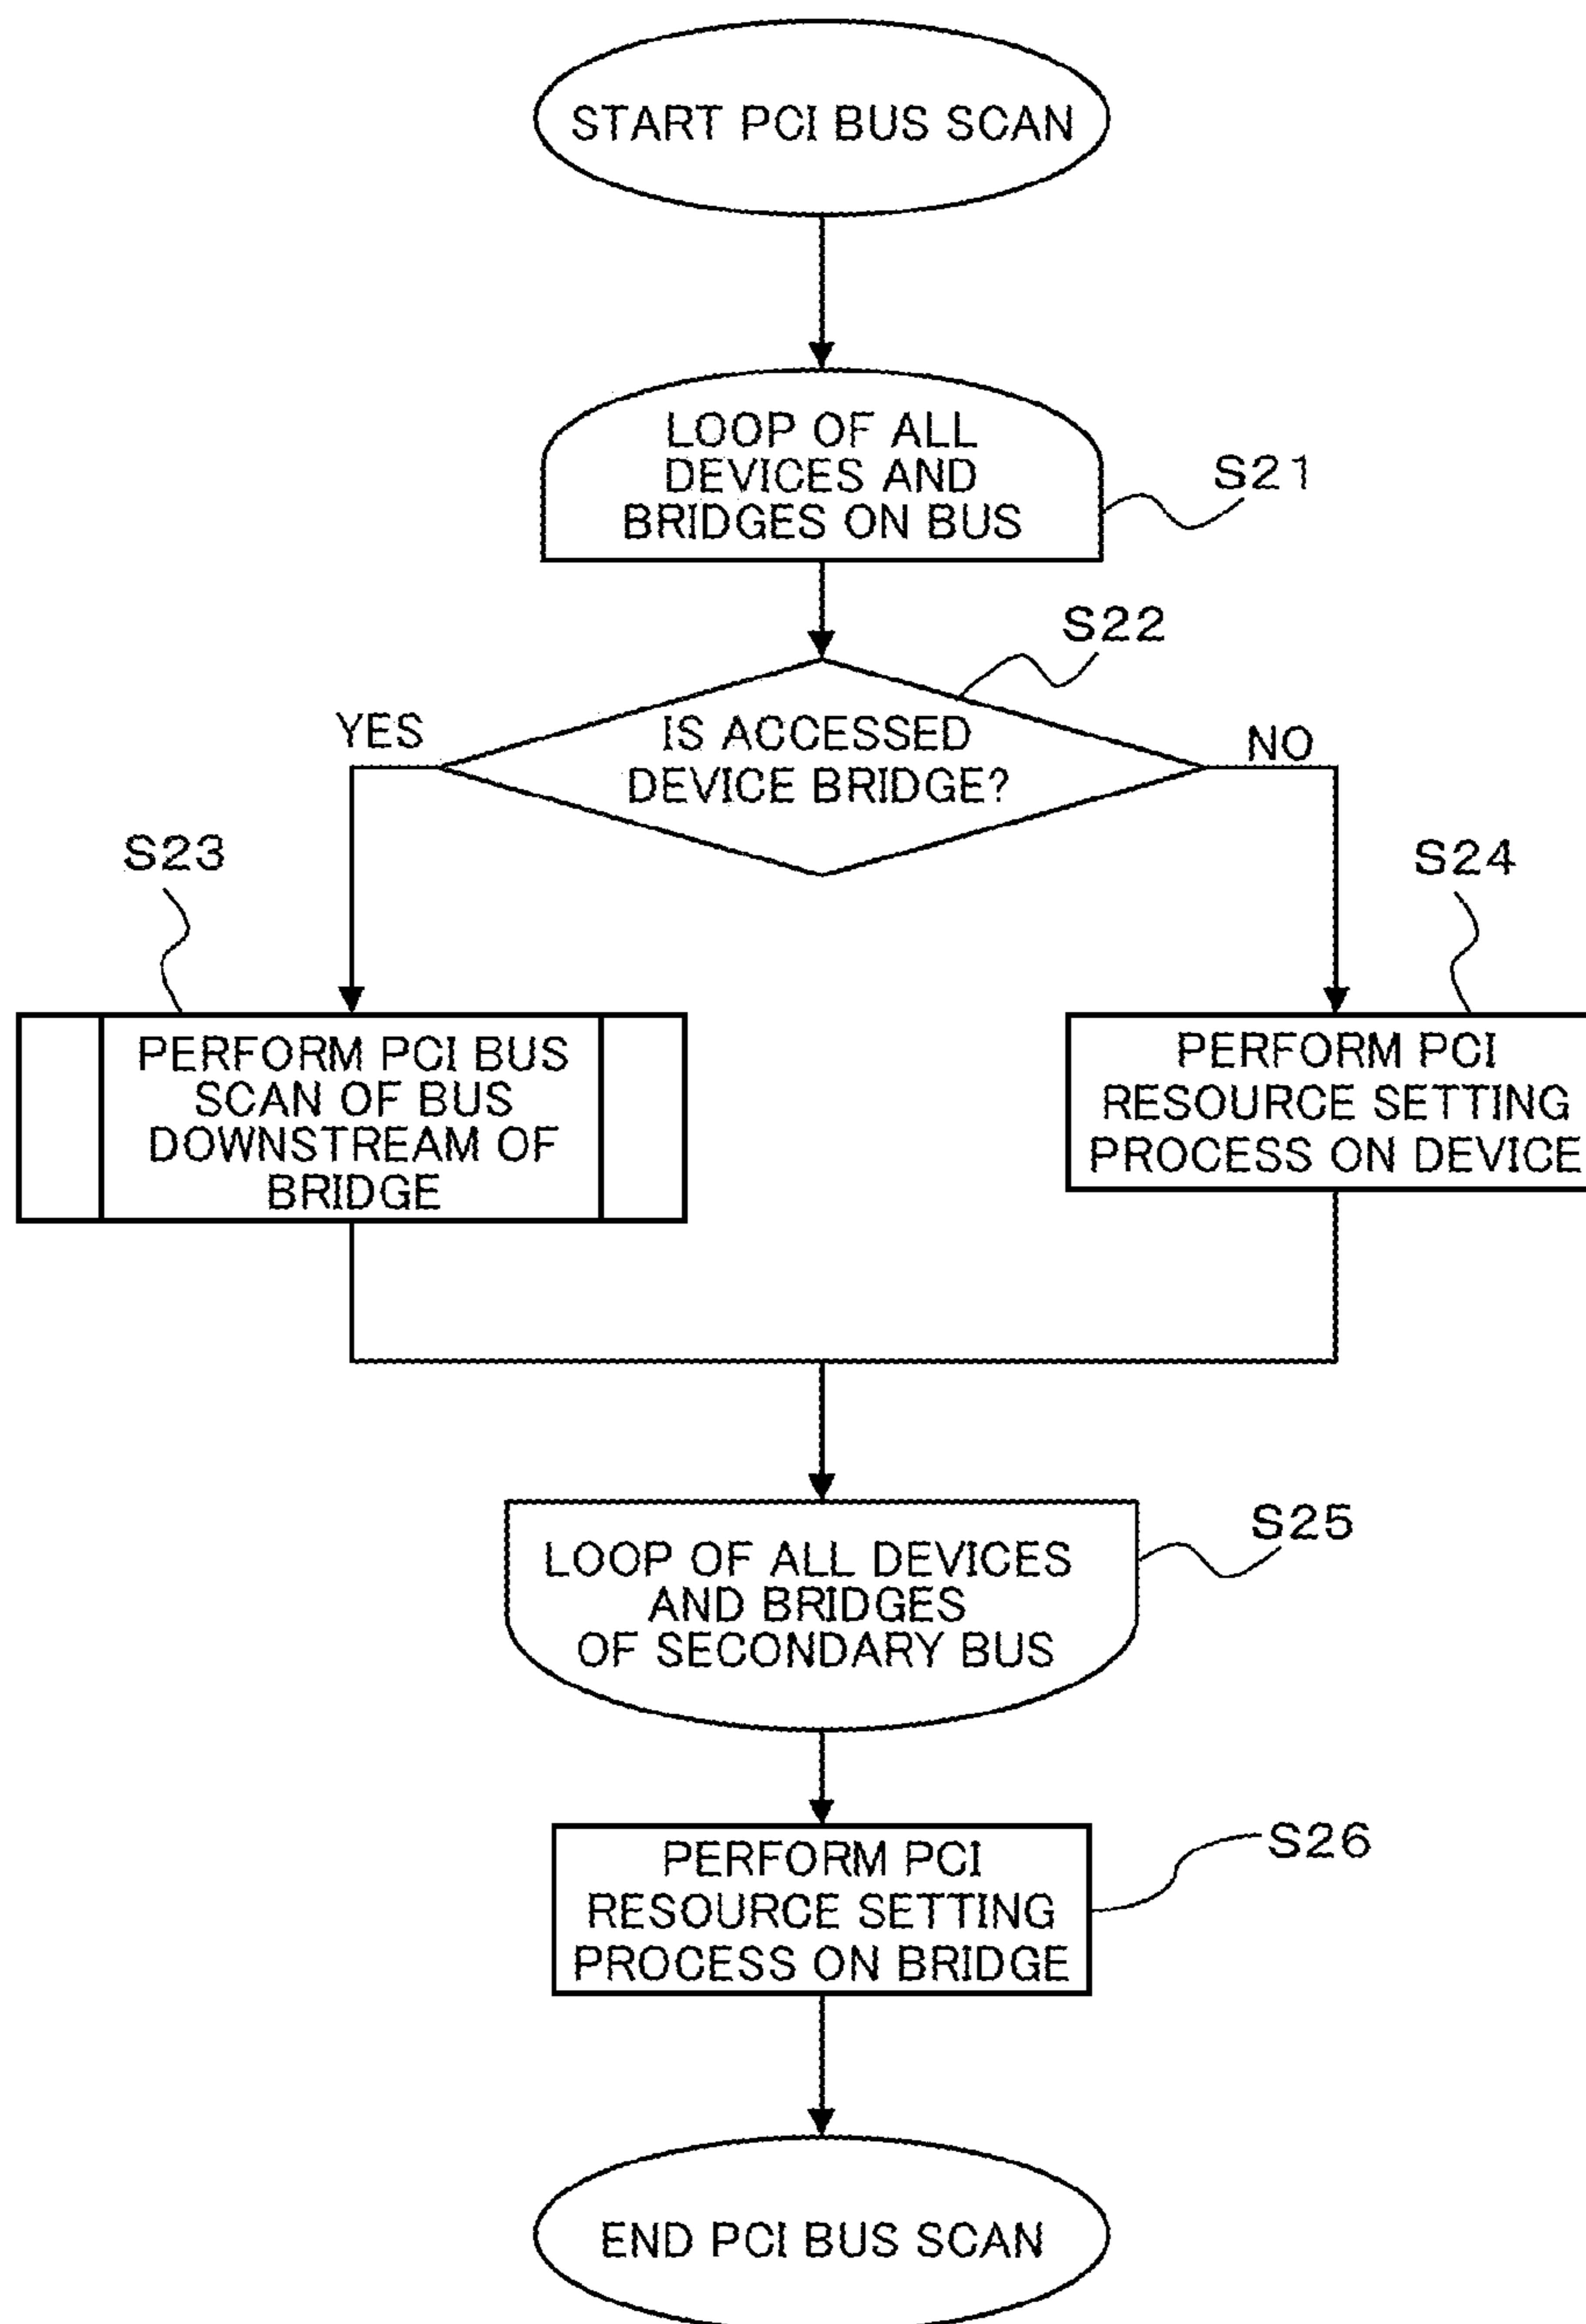 START PCI BUS SCAN
LOOP OF ALL
DEVICES AND
BRIDGES ON BUS
S21
S22
IS ACCESSED
DEVICE BRIDGE?
YES
NO
S23
S24
PERFORM PCI BUS
SCAN OF BUS
DOWNSTREAM OF
BRIDGE
PERFORM PCI
RESOURCE SETTING
PROCESS ON DEVICE
LOOP OF ALL DEVICES
AND BRIDGES
OF SECONDARY BUS
S25
PERFORM PCI
RESOURCE SETTING
PROCESS ON BRIDGE
S26
END PCI BUS SCAN